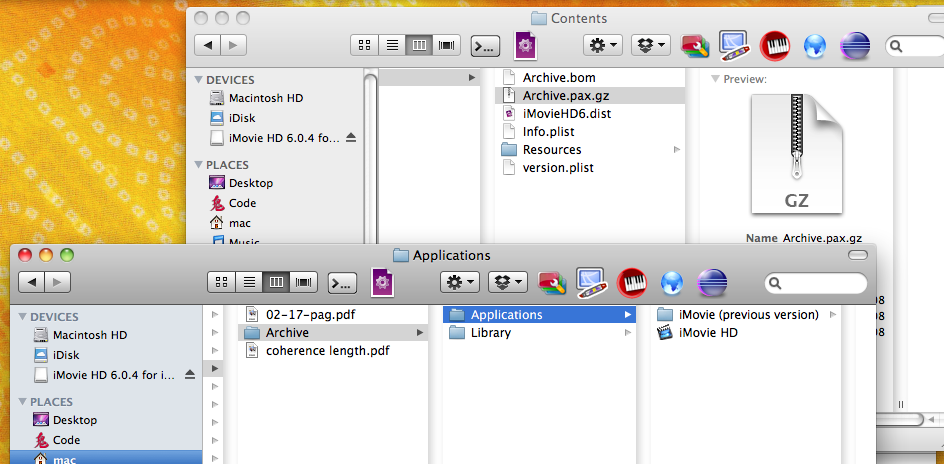 Contents
>...
DEVICES
Macintosh HD
iDisk
iMovie HD 6.0.4 fo...
PLACES
Desktop
Code
mac
Music
Archive.bom
Archive.pax.gz
iMovieHD6.dist
Info.plist
Resources
version.plist
Preview:
GZ
Name Archive.pax.gz
08
08
08
Applications
>...
DEVICES
Macintosh HD
iDisk
iMovie HD 6.0.4 for i...
PLACES
Desktop
Code
mac
02-17-pag.pdf
Archive
coherence length.pdf
Applications
Library
iMovie (previous version)
iMovie HD